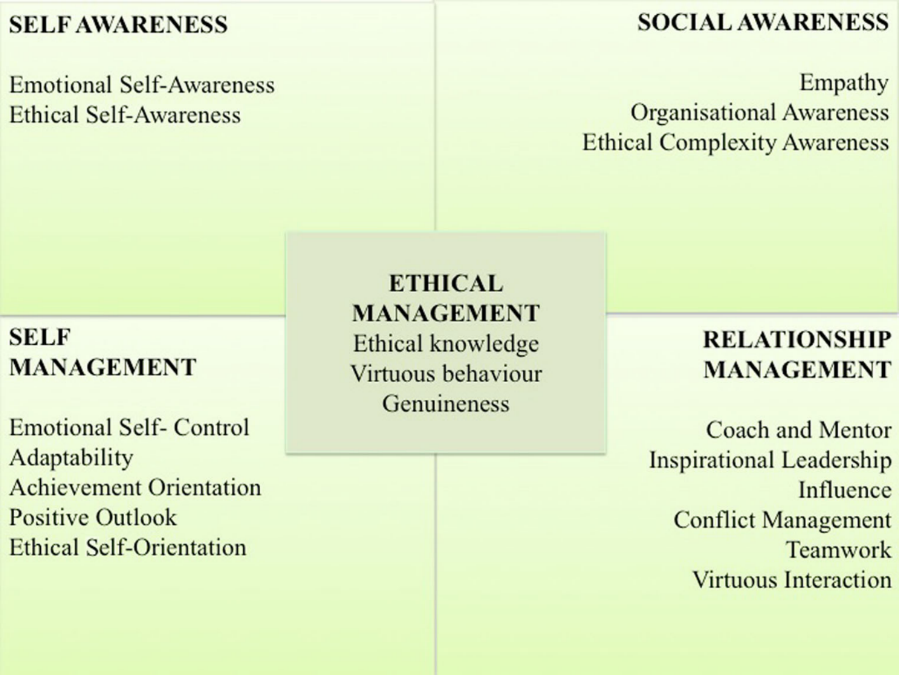 SELF AWARENESS
Emotional Self-Awareness
Ethical Self-Awareness
SOCIAL AWARENESS
Empathy
Organisational Awareness
Ethical Complexity Awareness
ETHICAL
MANAGEMENT
Ethical knowledge
Virtuous behaviour
Genuineness
SELF
MANAGEMENT
Emotional Self- Control
Adaptability
Achievement Orientation
Positive Outlook
Ethical Self-Orientation
RELATIONSHIP
MANAGEMENT
Coach and Mentor
Inspirational Leadership
Influence
Conflict Management
Teamwork
Virtuous Interaction